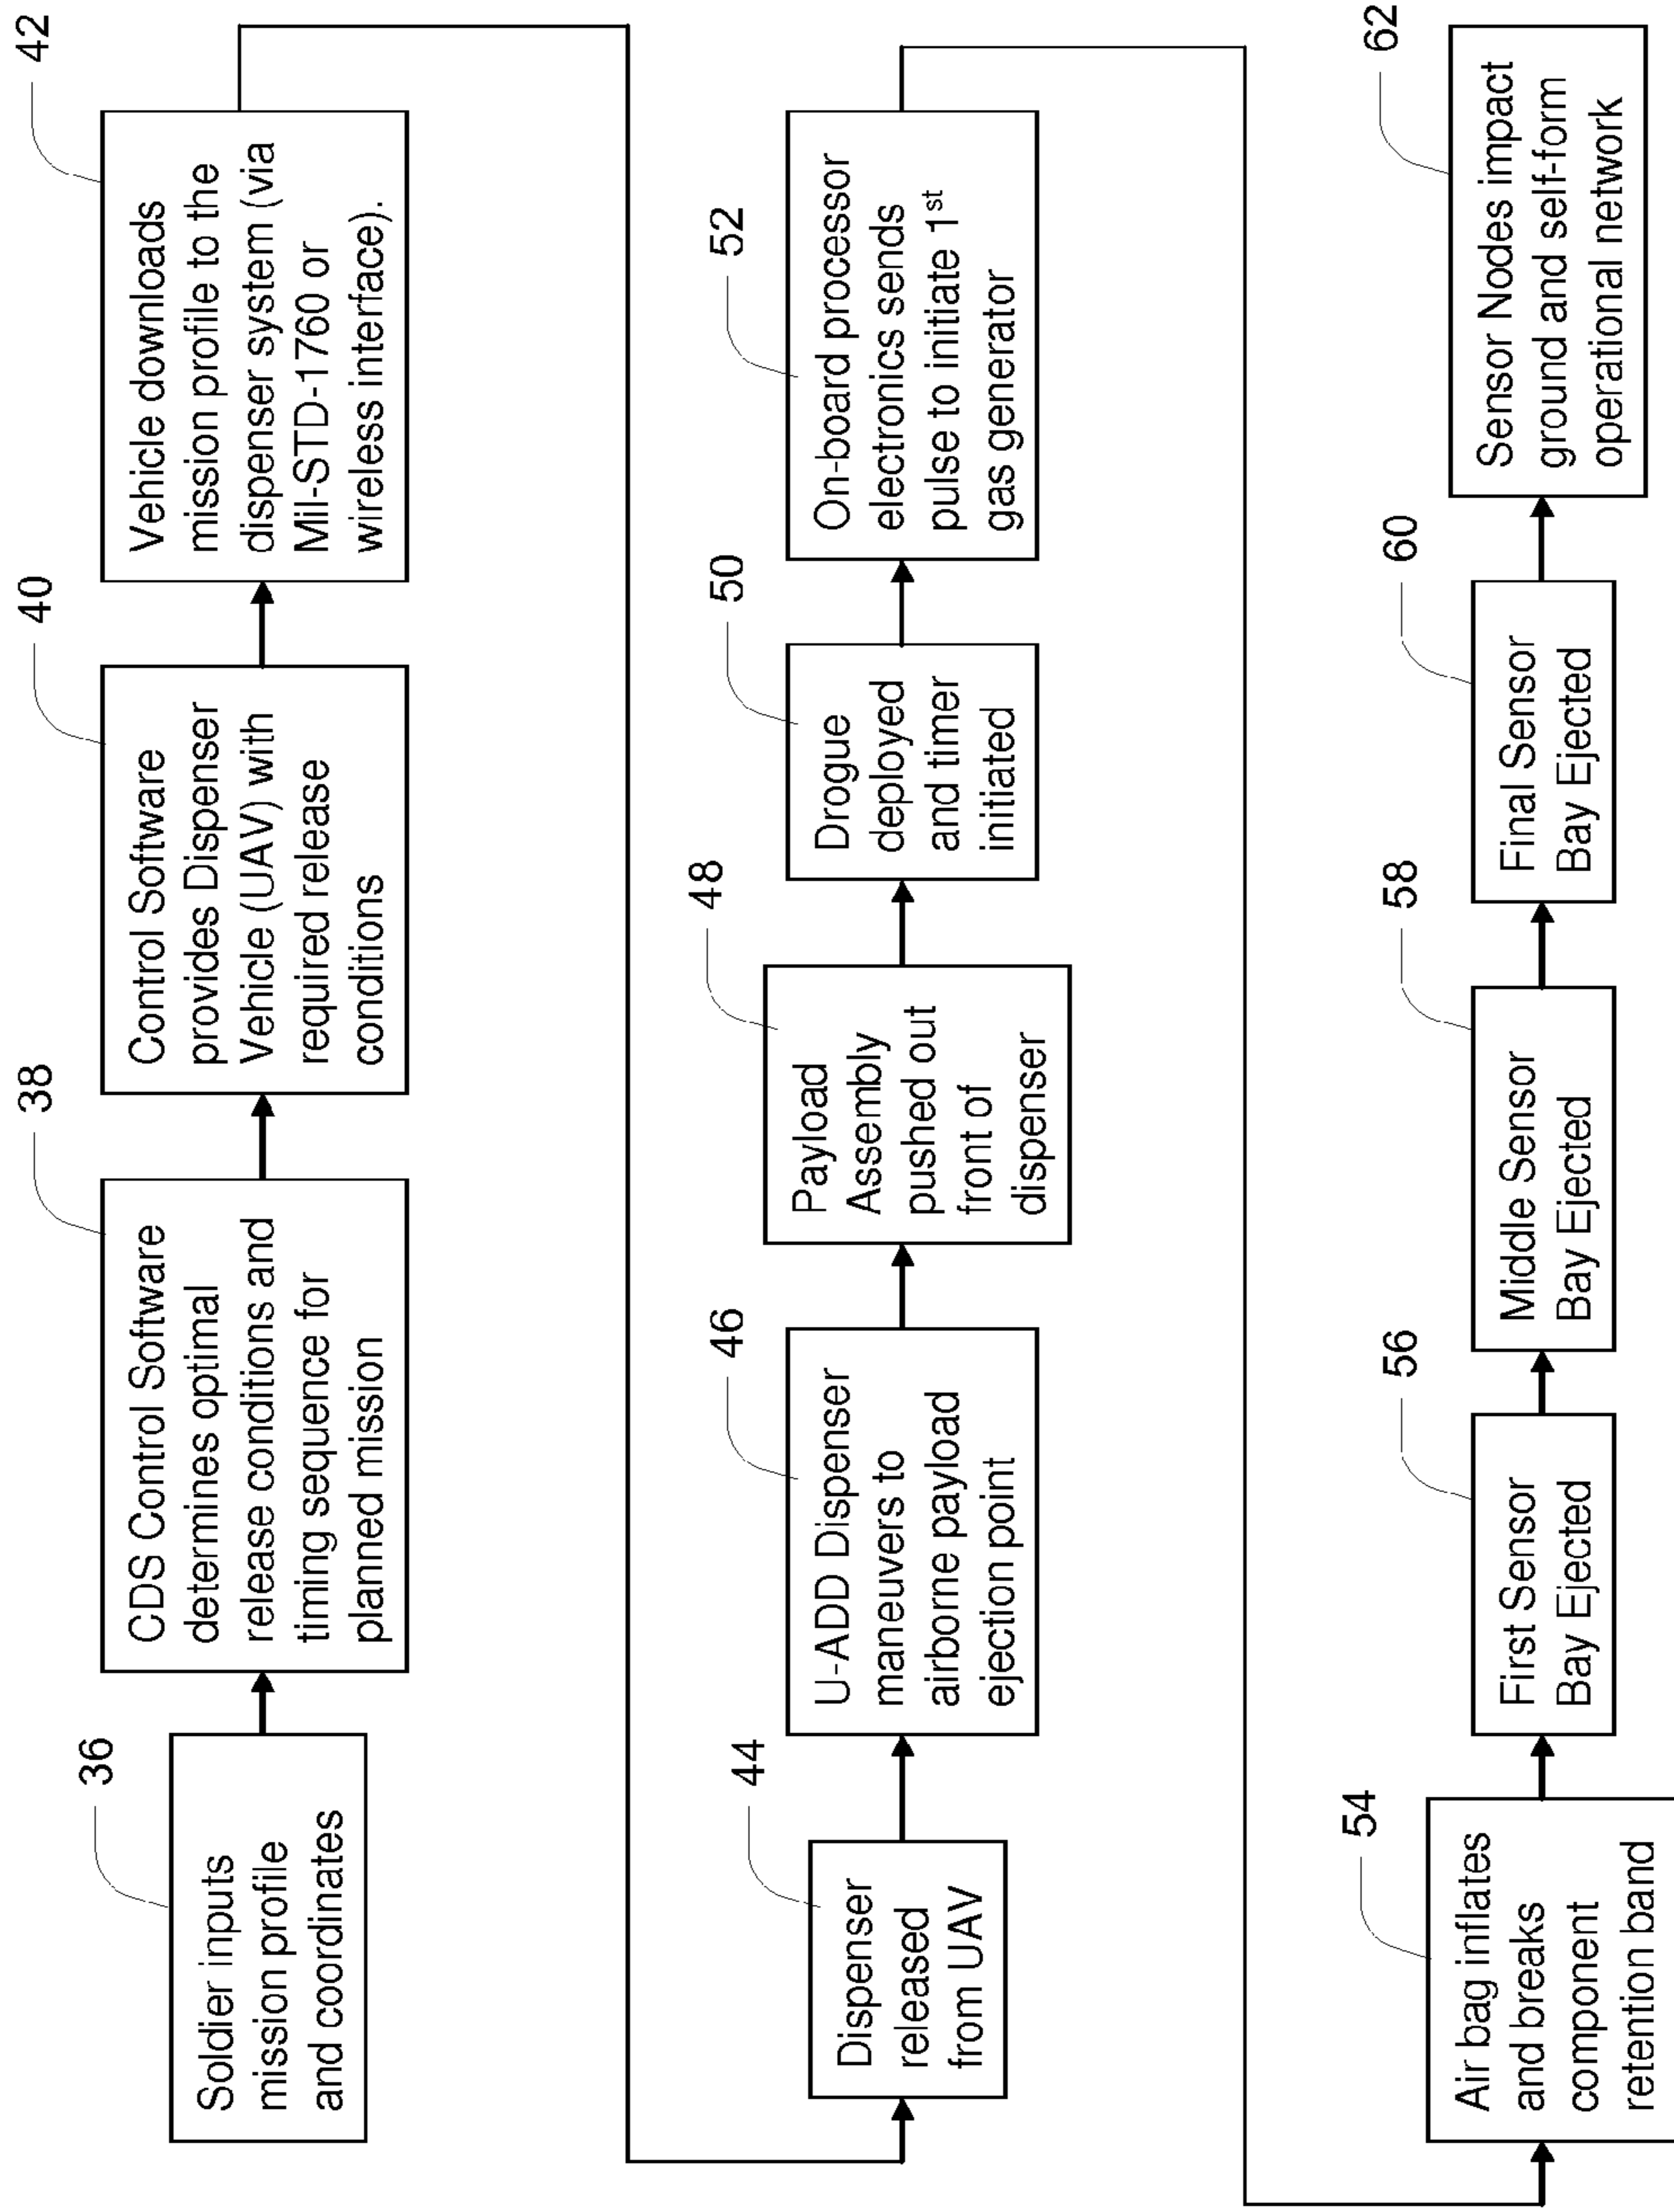 36
Soldier inputs
mission profile
and coordinates
38
CDS Control Software
determines optimal
release conditions and
timing sequence for
planned mission
40
Control Software
provides Dispenser
Vehicle (UAV) with
required release
conditions
42
Vehicle downloads
mission profile to the
dispenser system (via
Mil-STD-1760 or
wireless interface).
44
Dispenser
released
from UAV
46
U-ADD Dispenser
maneuvers to
airborne payload
ejection point
48
Payload
Assembly
pushed out
front of
dispenser
50
Drogue
deployed
and timer
initiated
52
On-board processor
electronics sends
pulse to initiate 1st
gas generator
54
Air bag inflates
and breaks
component
retention band
56
First Sensor
Bay Ejected
58
Middle Sensor
Bay Ejected
60
Final Sensor
Bay Ejected
62
Sensor Nodes impact
ground and self-form
operational network